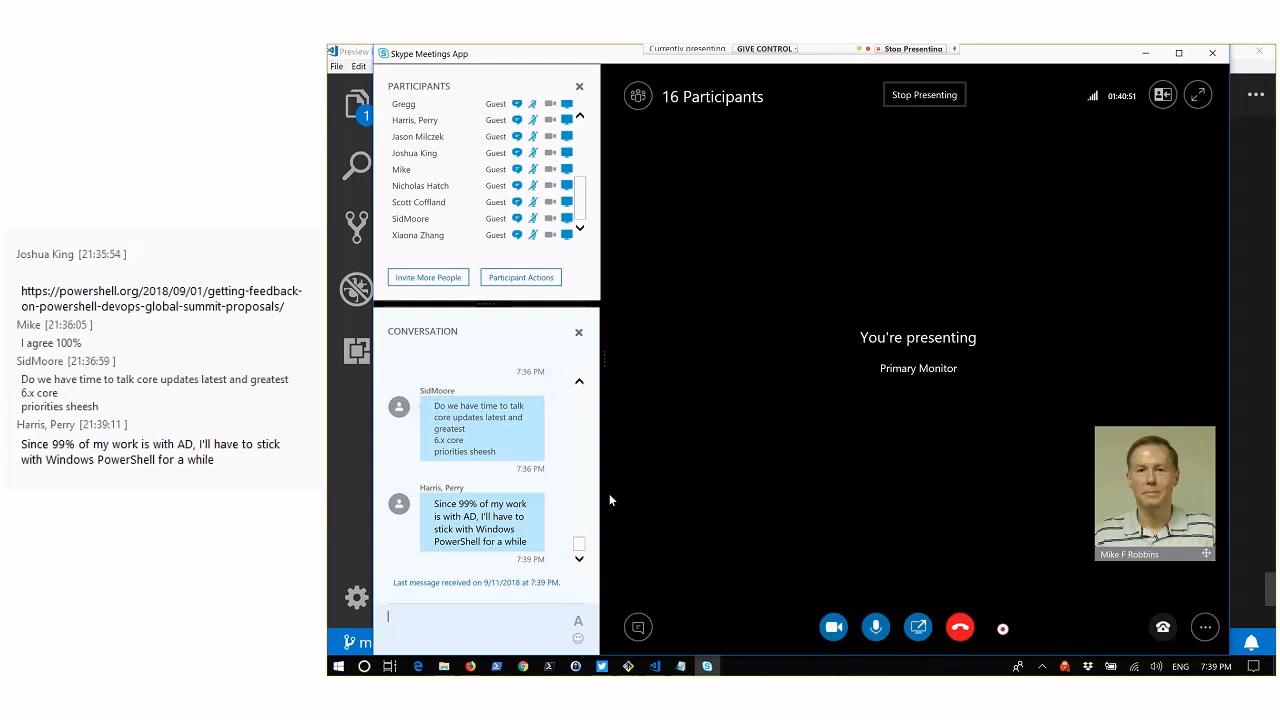 Joshua King [21:35:54 ]
https://powershell.org/2018/09/01/getting-feedback-
on-powershell-devops-global-summit-proposals/
Mike [21:36:05 ]
I agree 100%
SidMoore [21:36:59 ]
Do we have time to talk core updates latest and greatest
6.x core
priorities sheesh
Harris, Perry [21:39:11 ]
Since 99% of my work is with AD, I'll have to stick
with Windows PowerShell for a while
Preview
File Edit
1
Skype Meetings App
Currently presenting
GIVE CONTROL
Stop Presenting
PARTICIPANTS
Gregg Guest
Harris, Perry Guest
Jason Milczek Guest
Joshua King Guest
Mike Guest
Nicholas Hatch Guest
Scott Coffland Guest
SidMoore Guest
Xiaona Zhang Guest
Invite More People
Participant Actions
CONVERSATION
7:36 PM
SidMoore
Do we have time to talk
core updates latest and
greatest
6.x core
priorities sheesh
7:36 PM
Harris, Perry
Since 99% of my work
is with AD, I'll have to
stick with Windows
PowerShell for a while
7:39 PM
Last message received on 9/11/2018 at 7:39 PM.
A
16 Participants
Stop Presenting
01:40:51
You're presenting
Primary Monitor
Mike F Robbins
m
ENG
7:39 PM